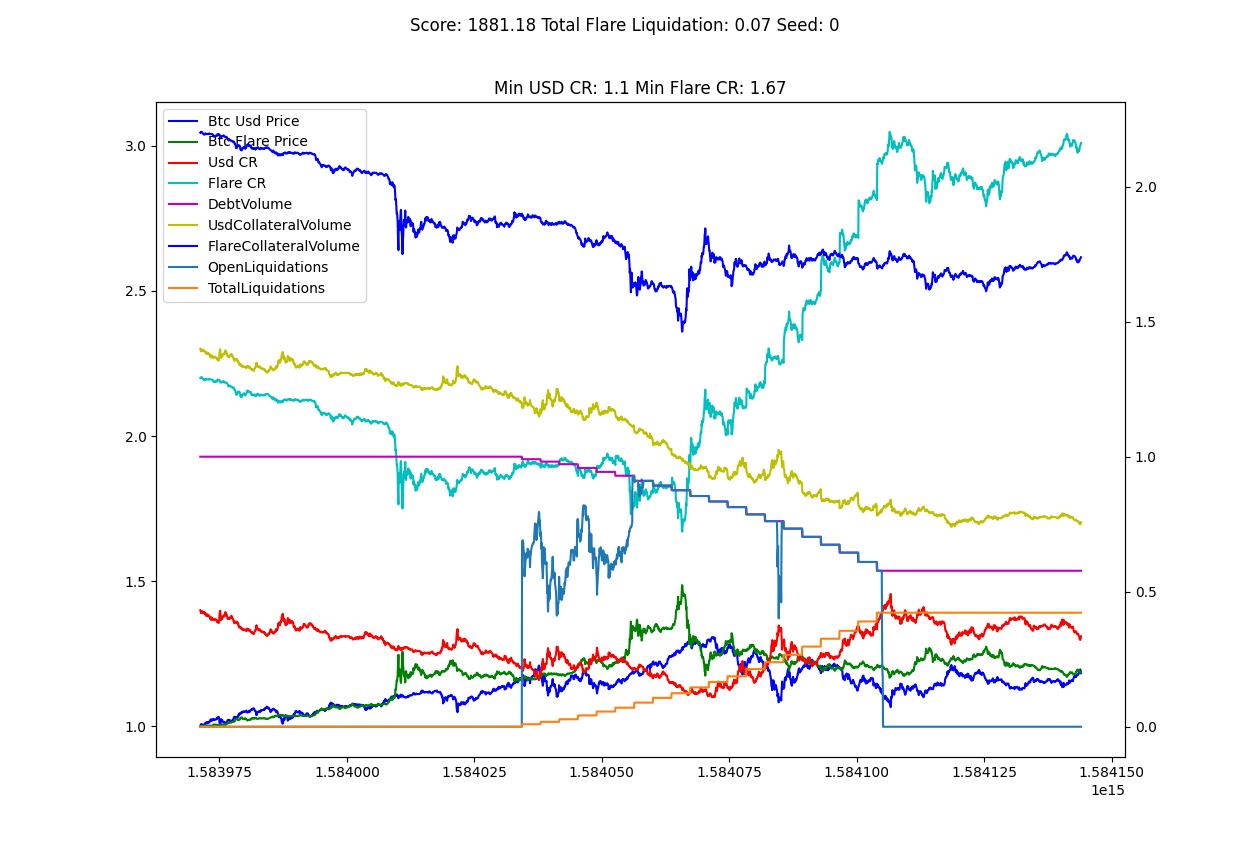 Score: 1881.18 Total Flare Liquidation: 0.07 Seed: 0
Min USD CR: 1.1 Min Flare CR: 1.67
Btc Usd Price
Btc Flare Price
Usd CR
Flare CR
DebtVolume
UsdCollateralVolume
FlareCollateralVolume
OpenLiquidations
TotalLiquidations
3.0
2.5
2.0
1.5
1.0
2.0
1.5
1.0
0.5
0.0
1.583975 1.584000 1.584025 1.584050 1.584075 1.584100 1.584125 1.584150
1e15